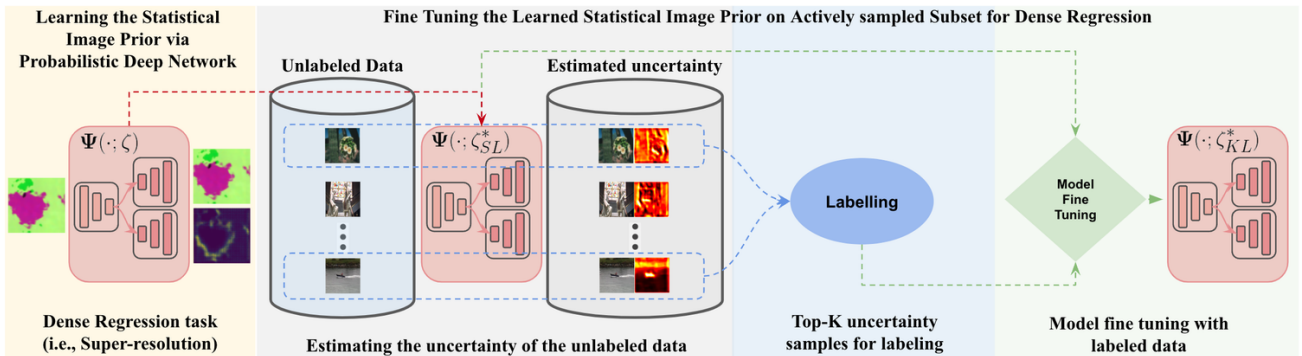 Learning the Statistical
Image Prior via
Probabilistic Deep Network
Fine Tuning the Learned Statistical Image Prior on Actively sampled Subset for Dense Regression
Unlabeled Data
Estimated uncertainty
Ψ(·; ζ)
Ψ(·; ζ*SL)
Labelling
Model
Fine
Tuning
Ψ(·; ζ*KL)
Dense Regression task
(i.e., Super-resolution)
Estimating the uncertainty of the unlabeled data
Top-K uncertainty
samples for labeling
Model fine tuning with
labeled data